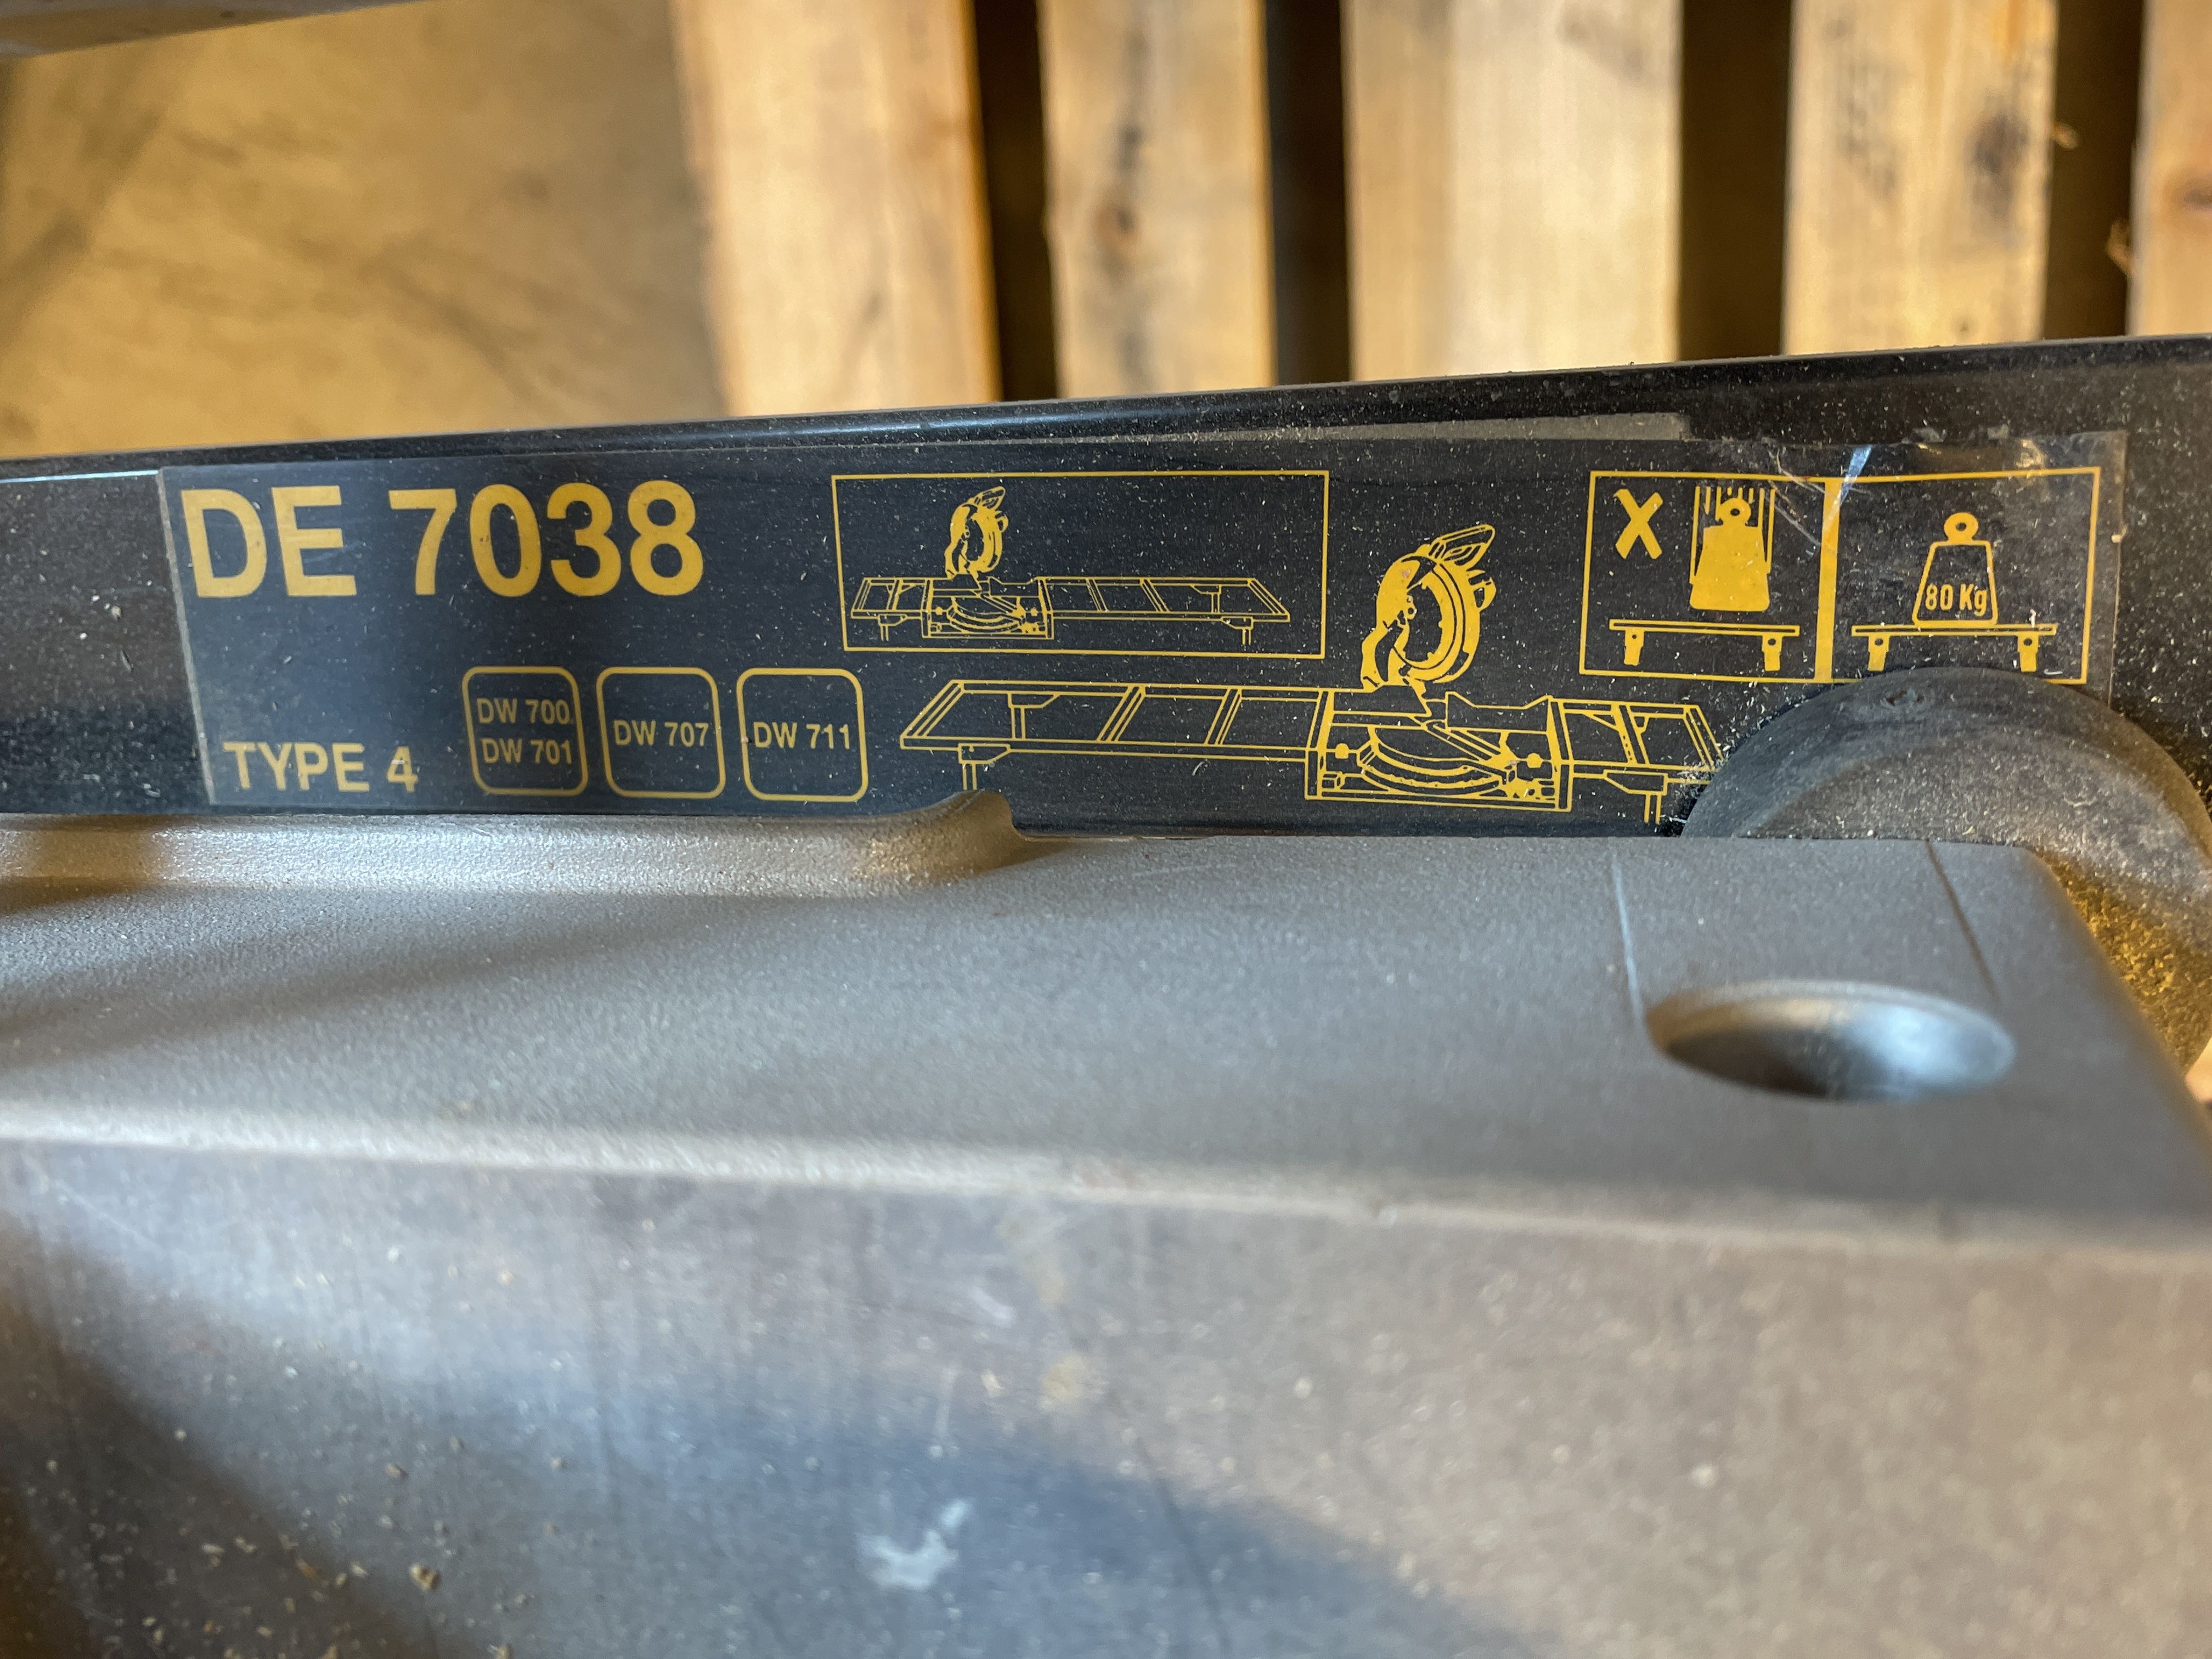 DE 7038
TYPE 4
DW 700
DW 701
DW 707
DW 711
X
80 Kg